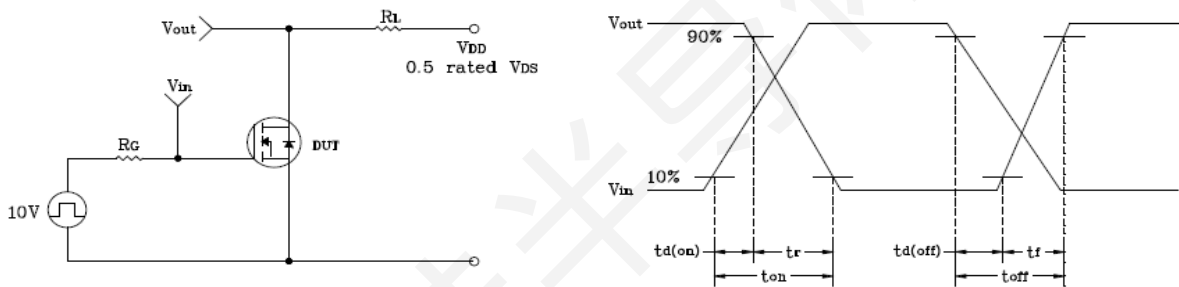 Vout
RL
VDD
0.5 rated VDS
Vin
RG
DUT
10V
Vout
90%
10%
Vin
td(on)
tr
td(off)
tf
ton
toff